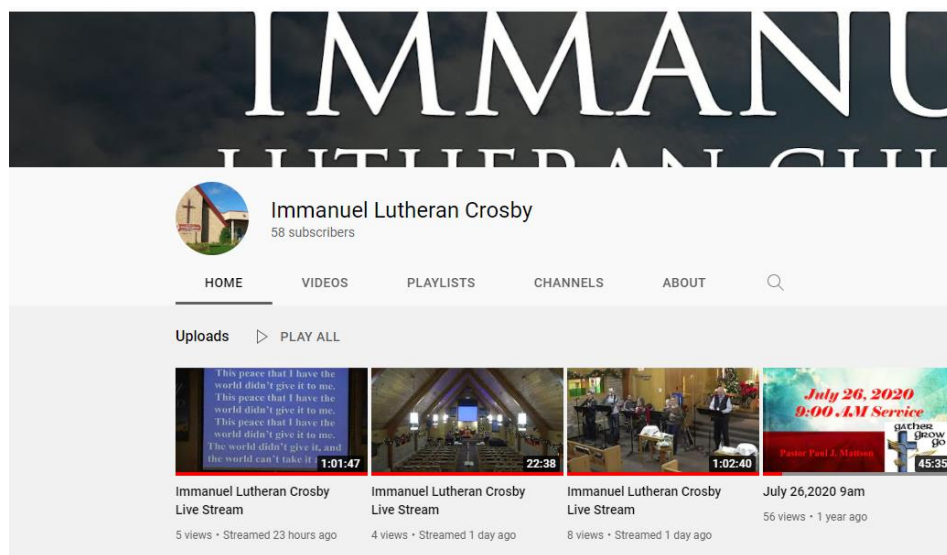 IMMANU
LUTHERAN CHU
Immanuel Lutheran Crosby
58 subscribers
HOME VIDEOS PLAYLISTS CHANNELS ABOUT
Uploads PLAY ALL
This peace that I have the
world didn't give it to me.
This peace that I have the
world didn't give it to me.
This peace that I have the
world didn't give it to me.
The world didn't give it, and
the world can't take it
1:01:47
Immanuel Lutheran Crosby
Live Stream
5 views • Streamed 23 hours ago
22:38
Immanuel Lutheran Crosby
Live Stream
4 views • Streamed 1 day ago
1:02:40
Immanuel Lutheran Crosby
Live Stream
8 views • Streamed 1 day ago
July 26, 2020
9:00 AM Service
gather
grow
go
Pastor Paul J. Mattson
45:35
July 26,2020 9am
56 views • 1 year ago